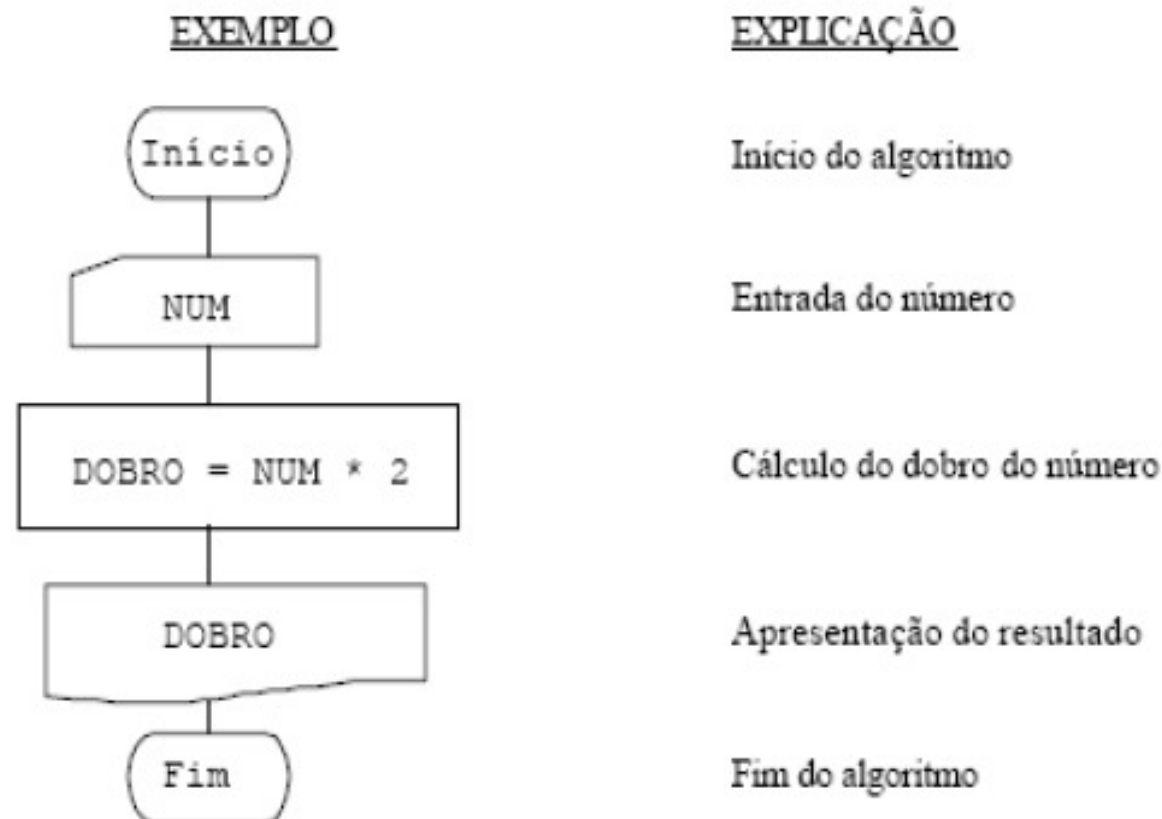 EXEMPLO EXPLICAÇÃO
Início Início do algoritmo
NUM Entrada do número
DOBRO = NUM * 2 Cálculo do dobro do número
DOBRO Apresentação do resultado
Fim Fim do algoritmo